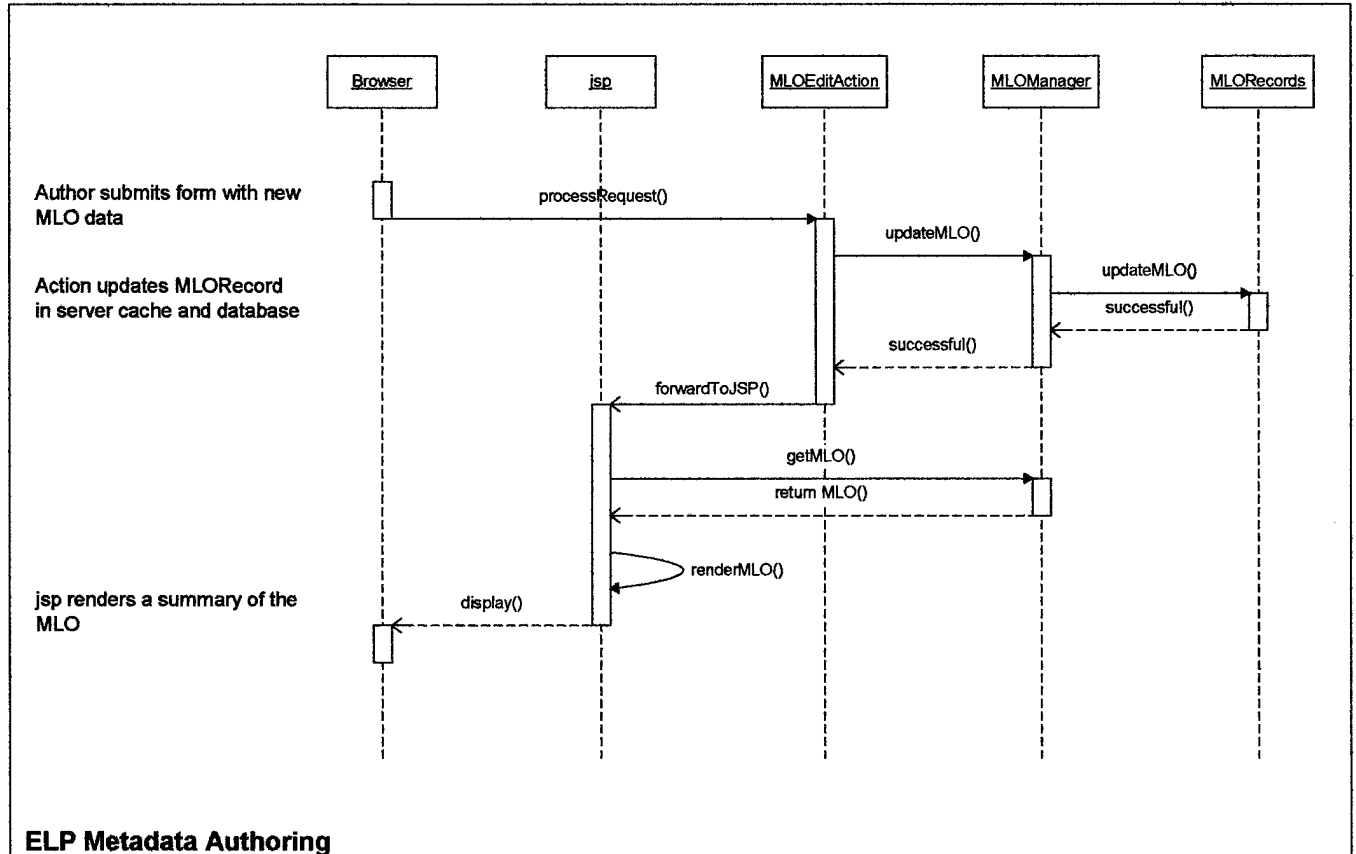 Browser
jsp
MLOEditAction
MLOManager
MLORecords
Author submits form with new
MLO data
processRequest()
updateMLO()
Action updates MLORecord
in server cache and database
updateMLO()
successful()
successful()
forwardToJSP()
getMLO()
return MLO()
renderMLO()
jsp renders a summary of the
MLO
display()
ELP Metadata Authoring